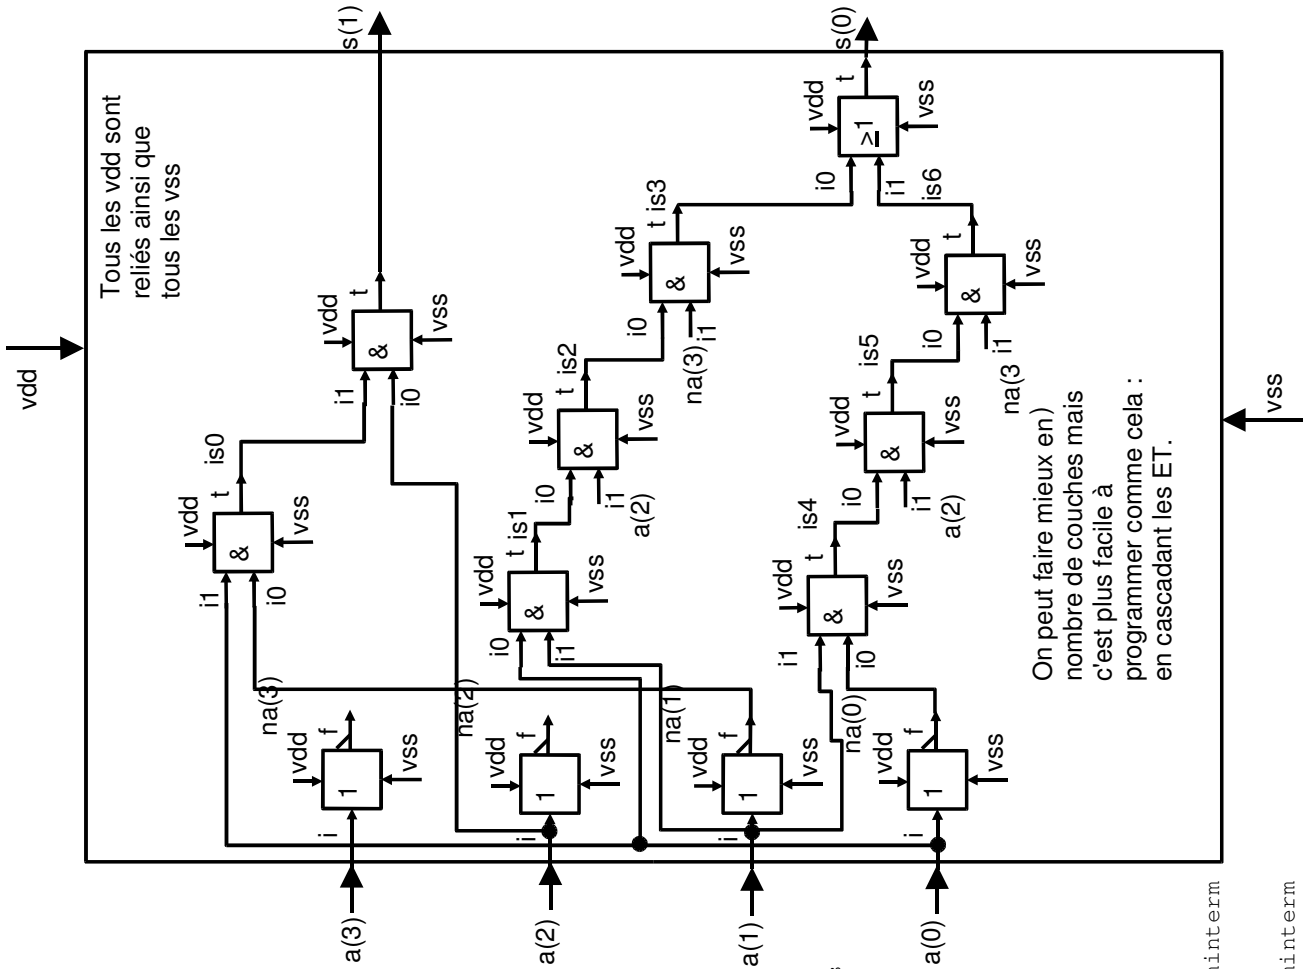 vdd
s(1)
Tous les vdd sont
reliés ainsi que
tous les vss
vdd
&
vss
t
i1
i0
is0
vdd
&
vss
t
i1
i0
s(0)
vdd
≥1
vss
t
i0
i1
is3
is6
vdd
&
vss
t
i0
i1
na(3)
is2
vdd
&
vss
t
i0
i1
a(2)
is1
vdd
&
vss
t
i0
i1
vdd
&
vss
t
i0
i1
na(3
is5
vdd
&
vss
t
i0
i1
a(2)
is4
vdd
&
vss
t
i1
i0
na(3)
vdd
1
vss
f
i
a(3)
na(2)
vdd
1
vss
f
i
a(2)
na(1)
vdd
1
vss
f
i
a(1)
na(0)
vdd
1
vss
f
i
a(0)
On peut faire mieux en)
nombre de couches mais
c'est plus facile à
programmer comme cela :
en cascadant les ET.
vss